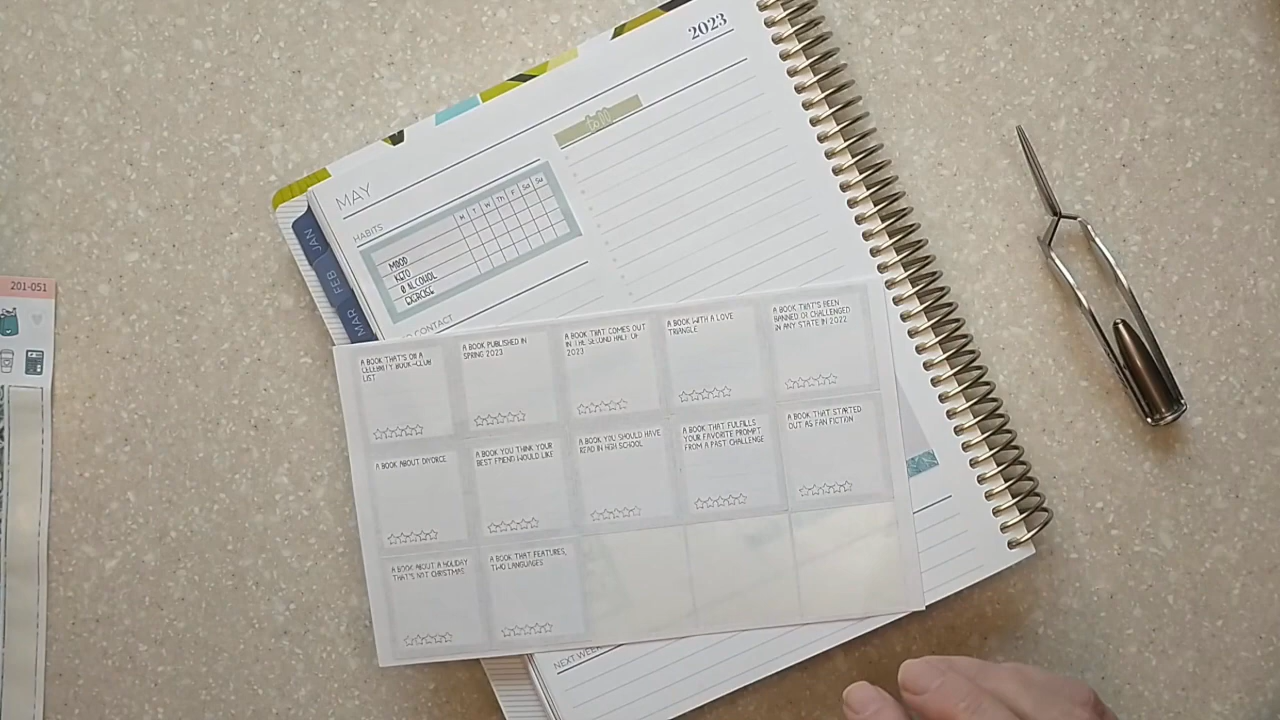 2023
201-051
MAY
JAN
FEB
MAR
HABITS
M T W Th F Sa Su
MOOD
KETO
0 ALCOHOL
EXERCISE
CONTACT
A BOOK THAT'S ON A
CELEBRITY BOOK-CLUB
LIST
A BOOK PUBLISHED IN
SPRING 2023
A BOOK THAT COMES OUT
IN THE SECOND HALF OF
2023
A BOOK WITH A LOVE
TRIANGLE
A BOOK THAT'S BEEN
BANNED OR CHALLENGED
IN ANY STATE IN 2022
A BOOK ABOUT DIVORCE
A BOOK YOU THINK YOUR
BEST FRIEND WOULD LIKE
A BOOK YOU SHOULD HAVE
READ IN HIGH SCHOOL
A BOOK THAT FULFILLS
YOUR FAVORITE PROMPT
FROM A PAST CHALLENGE
A BOOK THAT STARTED
OUT AS FAN FICTION
A BOOK ABOUT A HOLIDAY
THAT'S NOT CHRISTMAS
A BOOK THAT FEATURES
TWO LANGUAGES
NEXT WEEK